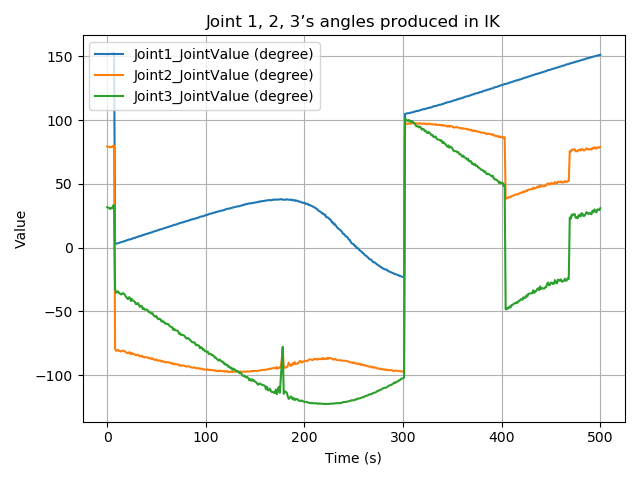 Joint 1, 2, 3’s angles produced in IK
Joint1_JointValue (degree)
Joint2_JointValue (degree)
Joint3_JointValue (degree)
Value
150
100
50
0
−50
−100
0 100 200 300 400 500
Time (s)